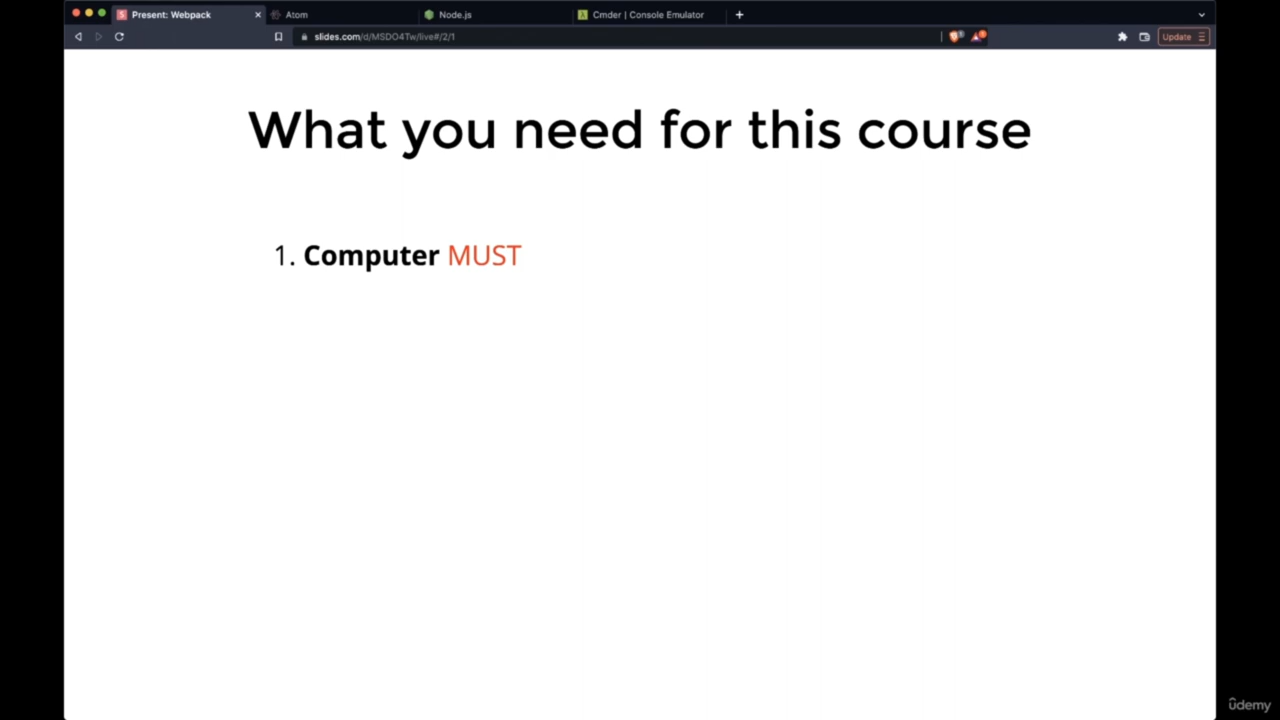 Present: Webpack
Atom
Node.js
Cmder | Console Emulator
slides.com/d/MSDO4Tw/live#/2/1
Update
What you need for this course
1. Computer MUST
ûdemy